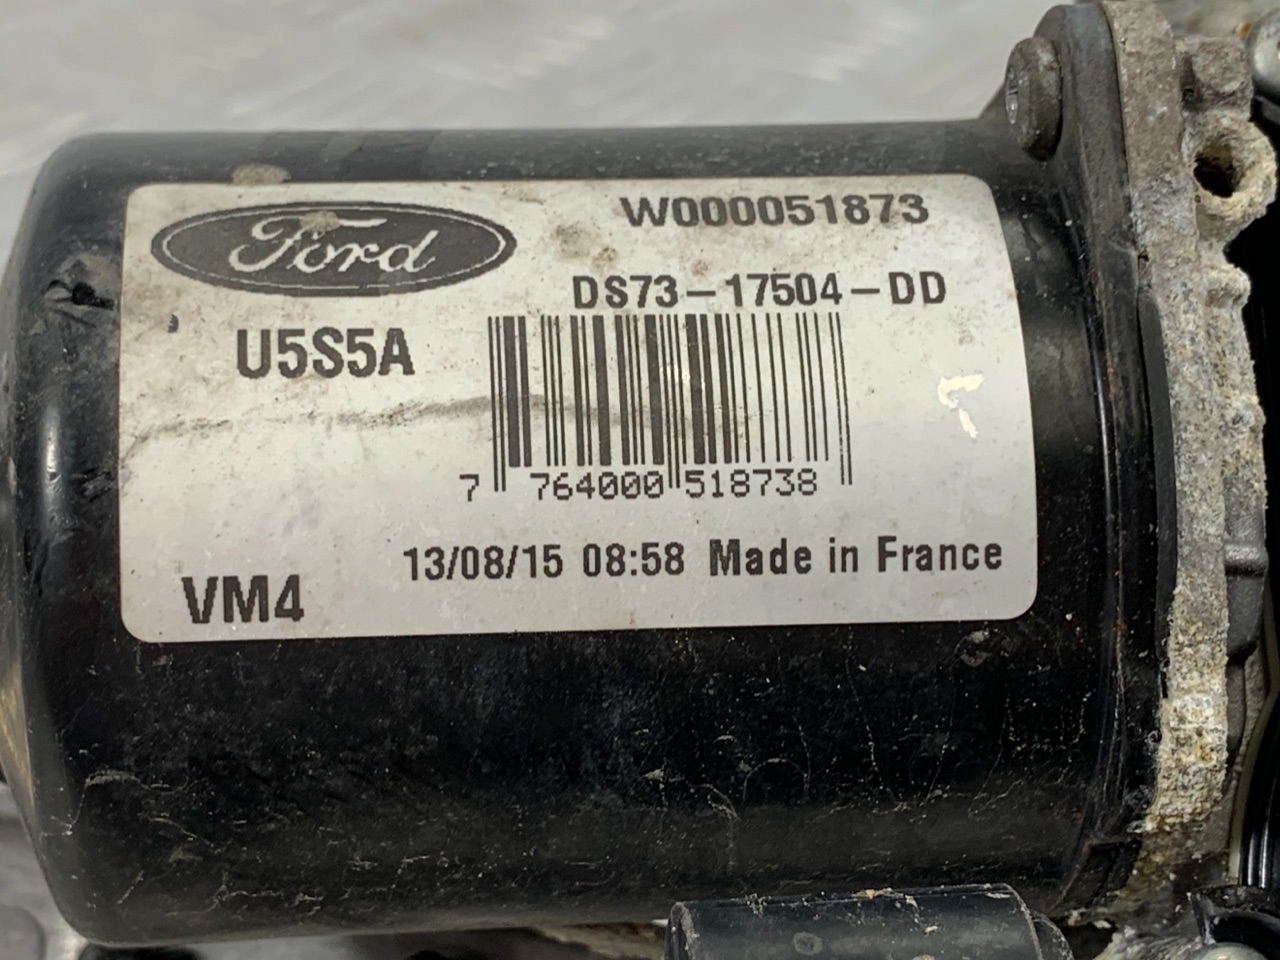 Ford
W000051873
DS73-17504-DD
U5S5A
7 764000 518738
13/08/15 08:58 Made in France
VM4